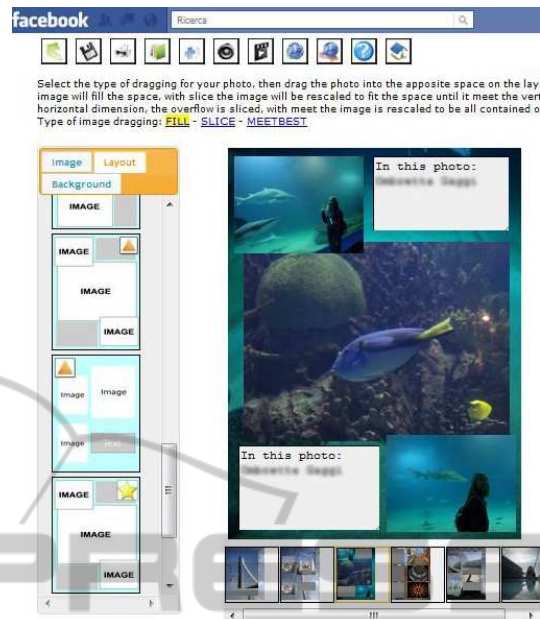 facebook
Ricerca
Select the type of dragging for your photo, then drag the photo into the apposite space on the lay
image will fill the space, with slice the image will be rescaled to fit the space until it meet the vert
horizontal dimension, the overflow is sliced, with meet the image is rescaled to be all contained o
Type of image dragging: FILL - SLICE - MEETBEST
Image
Layout
Background
IMAGE
IMAGE
IMAGE
IMAGE
Image
Image
Image
Text
IMAGE
IMAGE
IMAGE
In this photo:
In this photo: